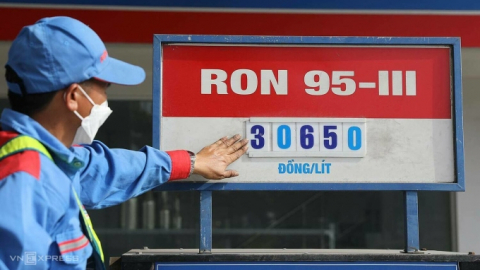 RON 95-III
30650
ĐỒNG/LÍT
VNEXPRESS